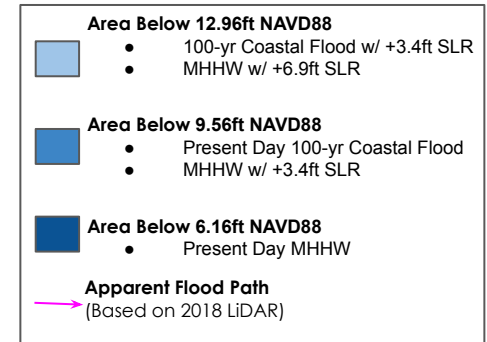 Area Below 12.96ft NAVD88
● 100-yr Coastal Flood w/ +3.4ft SLR
● MHHW w/ +6.9ft SLR
Area Below 9.56ft NAVD88
● Present Day 100-yr Coastal Flood
● MHHW w/ +3.4ft SLR
Area Below 6.16ft NAVD88
● Present Day MHHW
Apparent Flood Path
(Based on 2018 LiDAR)